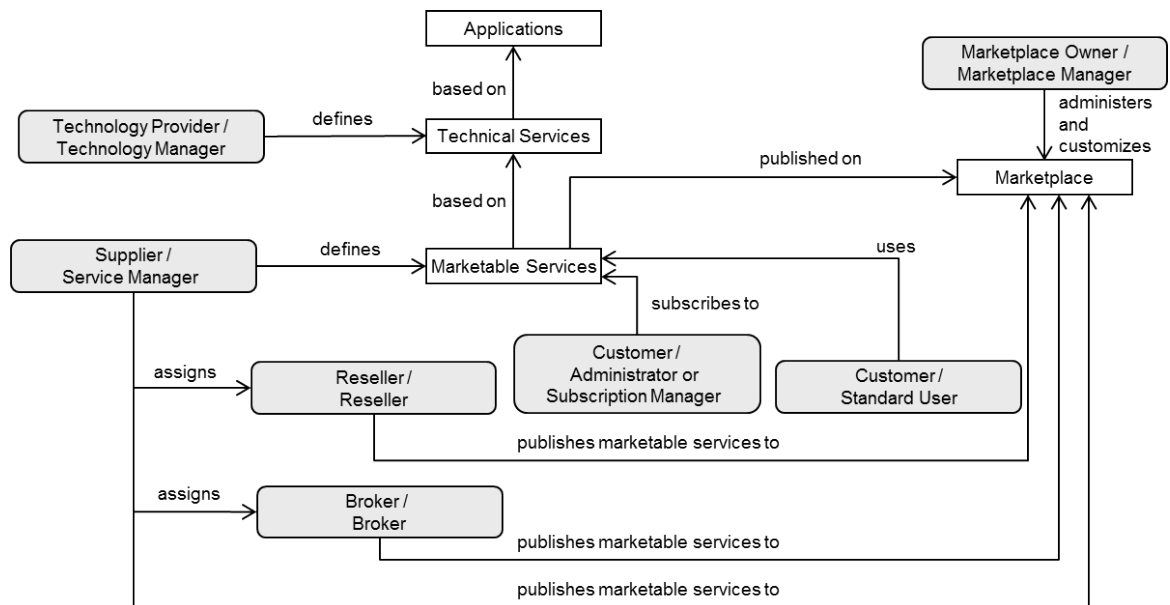 Applications
Marketplace Owner /
Marketplace Manager
based on
administers
and
customizes
Technology Provider /
Technology Manager
defines
Technical Services
published on
Marketplace
based on
Supplier /
Service Manager
defines
Marketable Services
uses
subscribes to
assigns
Reseller /
Reseller
Customer /
Administrator or
Subscription Manager
Customer /
Standard User
publishes marketable services to
assigns
Broker /
Broker
publishes marketable services to
publishes marketable services to